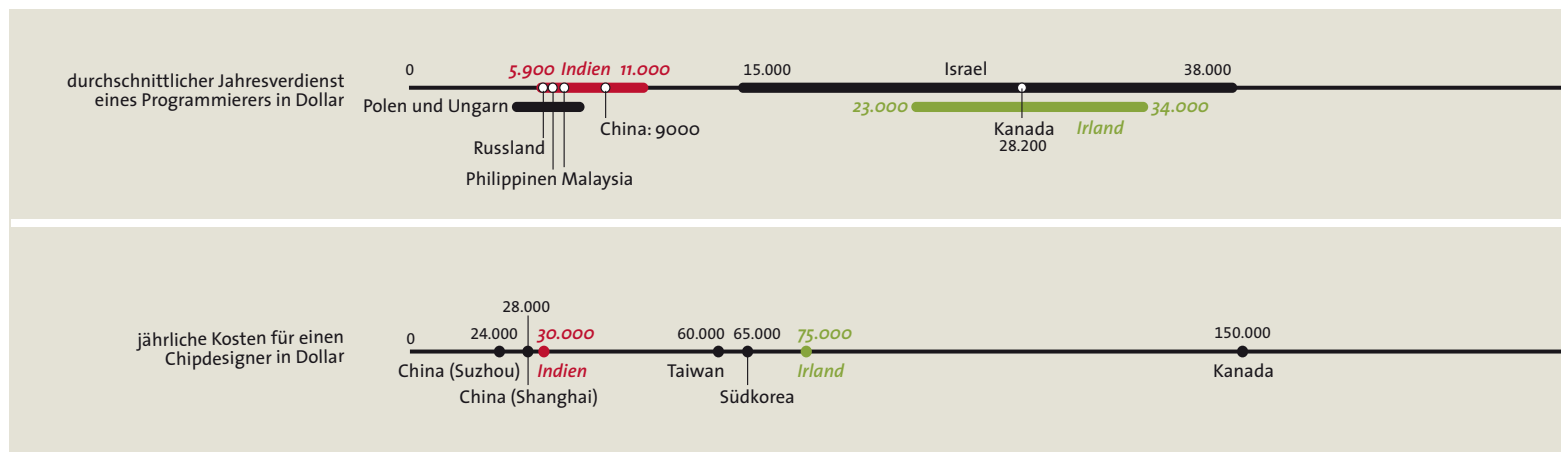 0
5.900 Indien 11.000
15.000
Israel
38.000
durchschnittlicher Jahresverdienst
eines Programmierers in Dollar
Polen und Ungarn
23.000
34.000
China: 9000
Kanada
28.200
Irland
Russland
Philippinen Malaysia
28.000
jährliche Kosten für einen
Chipdesigner in Dollar
0
24.000
30.000
60.000
65.000
75.000
150.000
China (Suzhou)
Indien
Taiwan
Irland
Kanada
China (Shanghai)
Südkorea